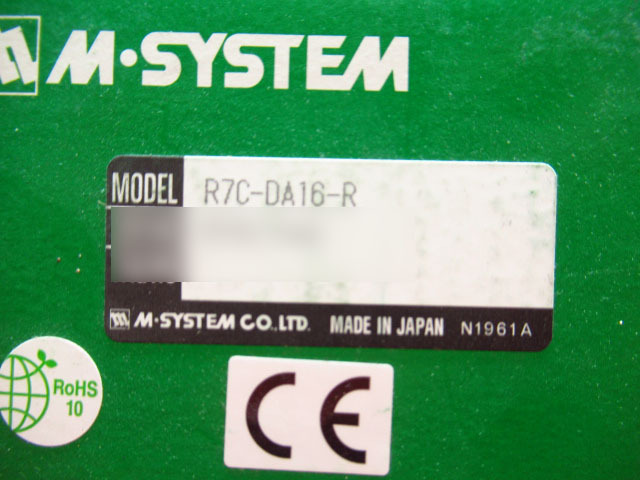 M·SYSTEM
MODEL R7C-DA16-R
M·SYSTEM CO.,LTD. MADE IN JAPAN N1961A
RoHS
10
CE